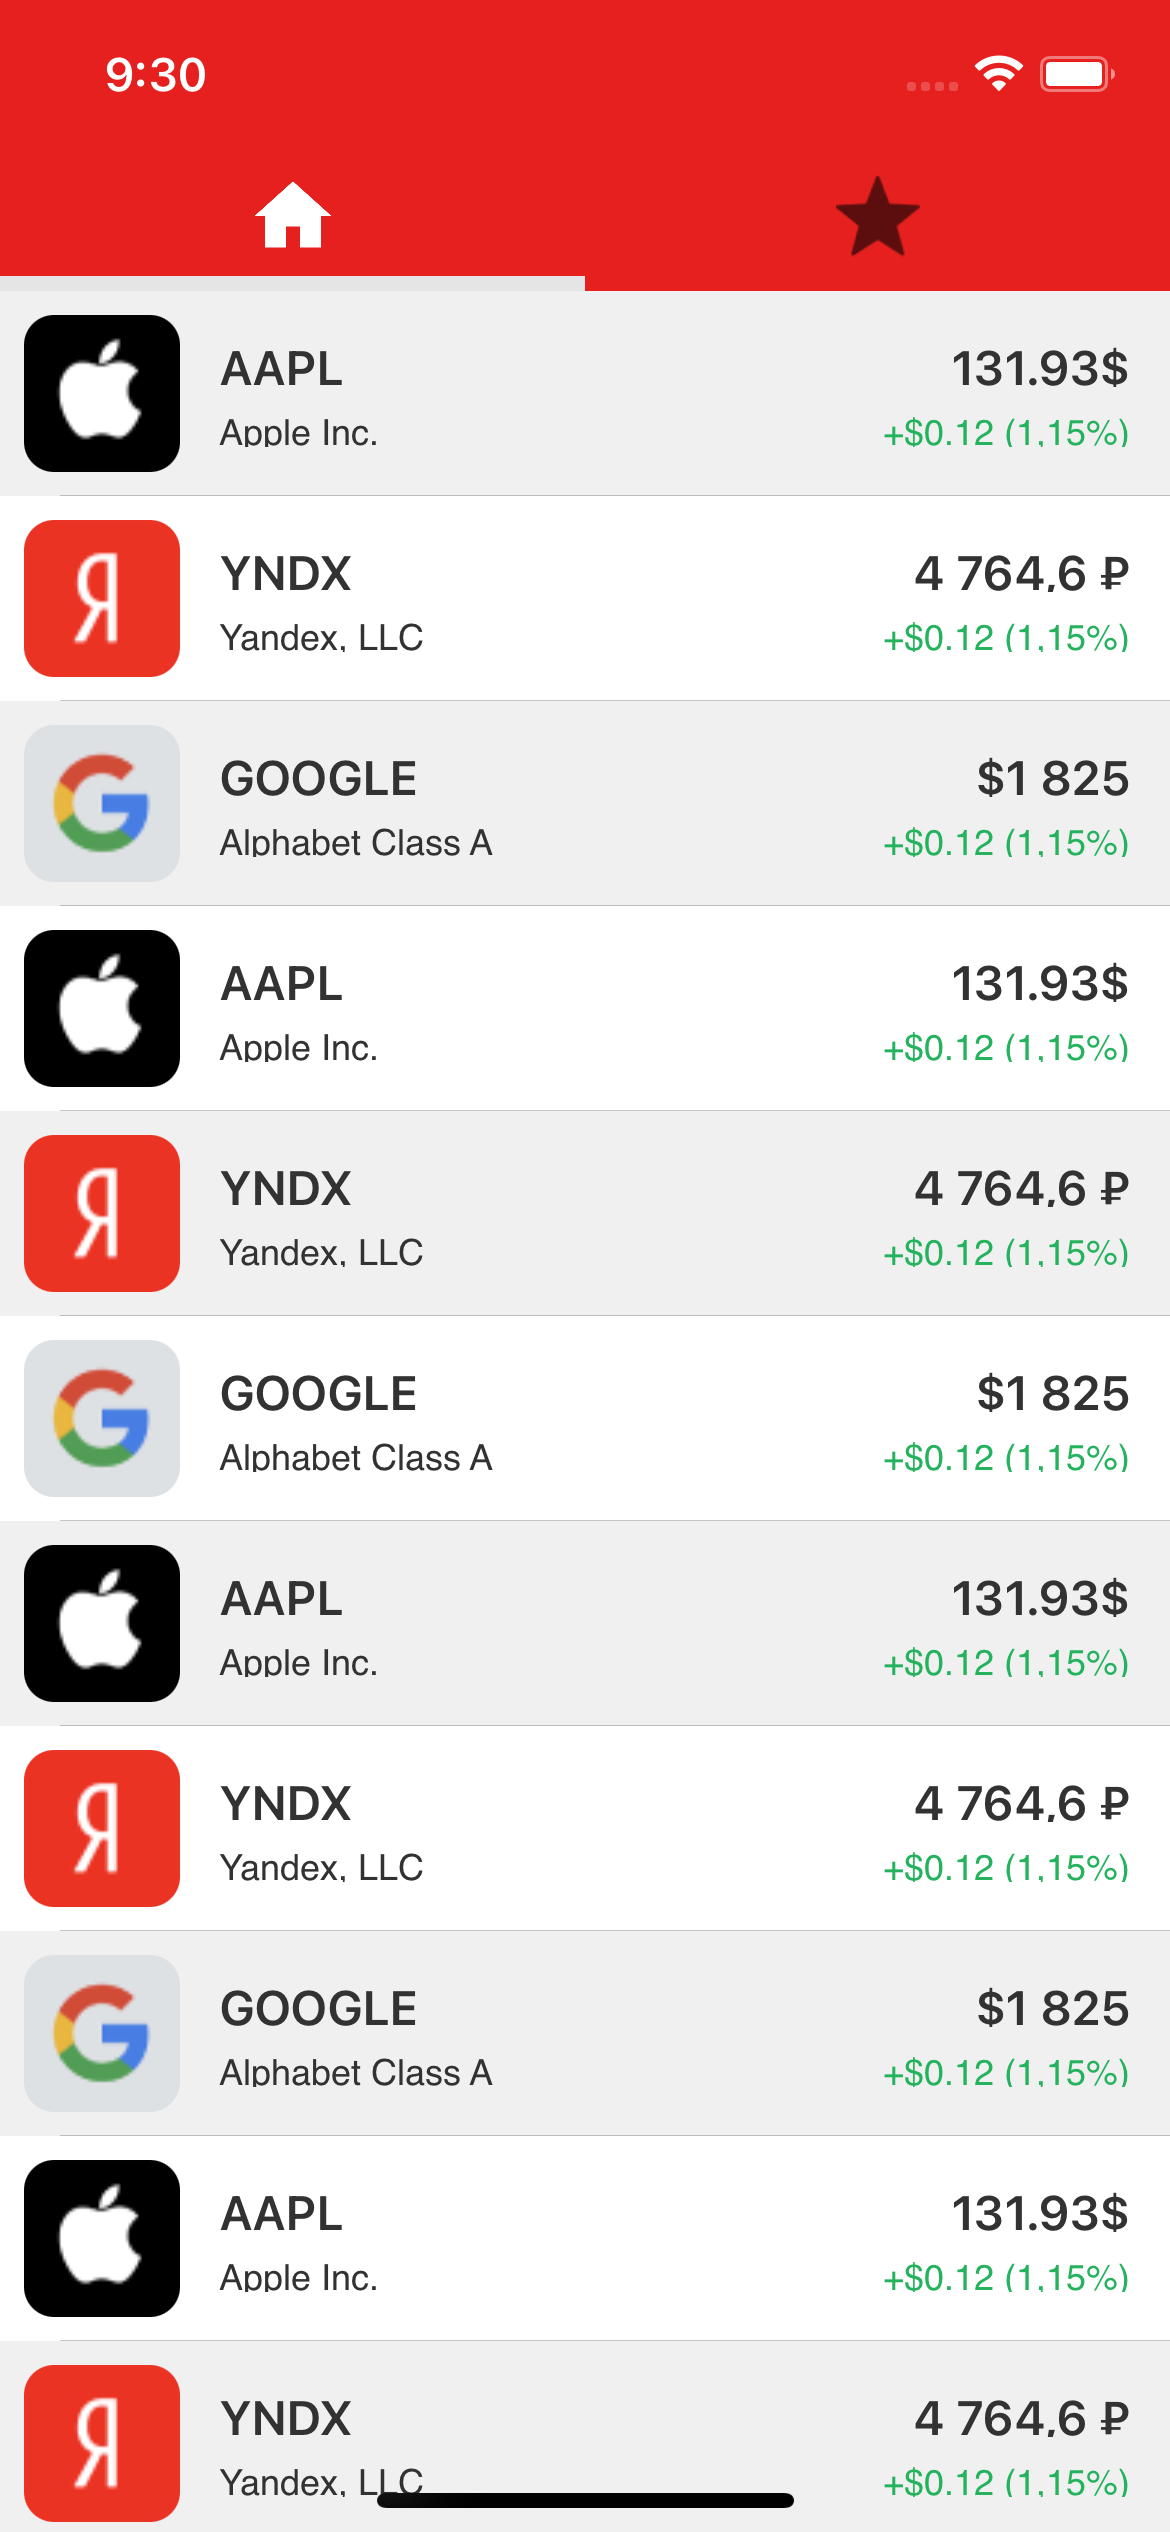 9:30
AAPL 131.93$
Apple Inc. +$0.12 (1,15%)
Я
YNDX 4 764,6 ₽
Yandex, LLC +$0.12 (1,15%)
G
GOOGLE $1 825
Alphabet Class A +$0.12 (1,15%)
AAPL 131.93$
Apple Inc. +$0.12 (1,15%)
Я
YNDX 4 764,6 ₽
Yandex, LLC +$0.12 (1,15%)
G
GOOGLE $1 825
Alphabet Class A +$0.12 (1,15%)
AAPL 131.93$
Apple Inc. +$0.12 (1,15%)
Я
YNDX 4 764,6 ₽
Yandex, LLC +$0.12 (1,15%)
G
GOOGLE $1 825
Alphabet Class A +$0.12 (1,15%)
AAPL 131.93$
Apple Inc. +$0.12 (1,15%)
Я
YNDX 4 764,6 ₽
Yandex, LLC +$0.12 (1,15%)